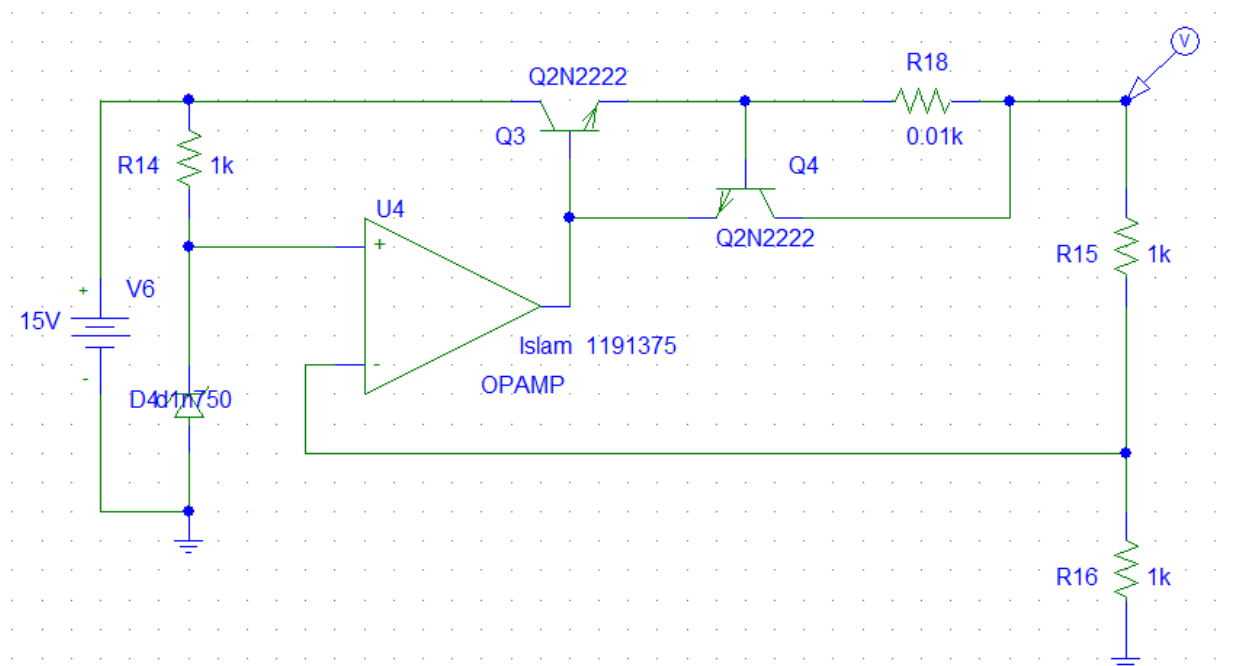 Q2N2222
R18
V
Q3
0.01k
R14
1k
Q4
U4
+
Q2N2222
R15
1k
+
V6
15V
Islam 1191375
-
-
OPAMP
D4d1n750
R16
1k